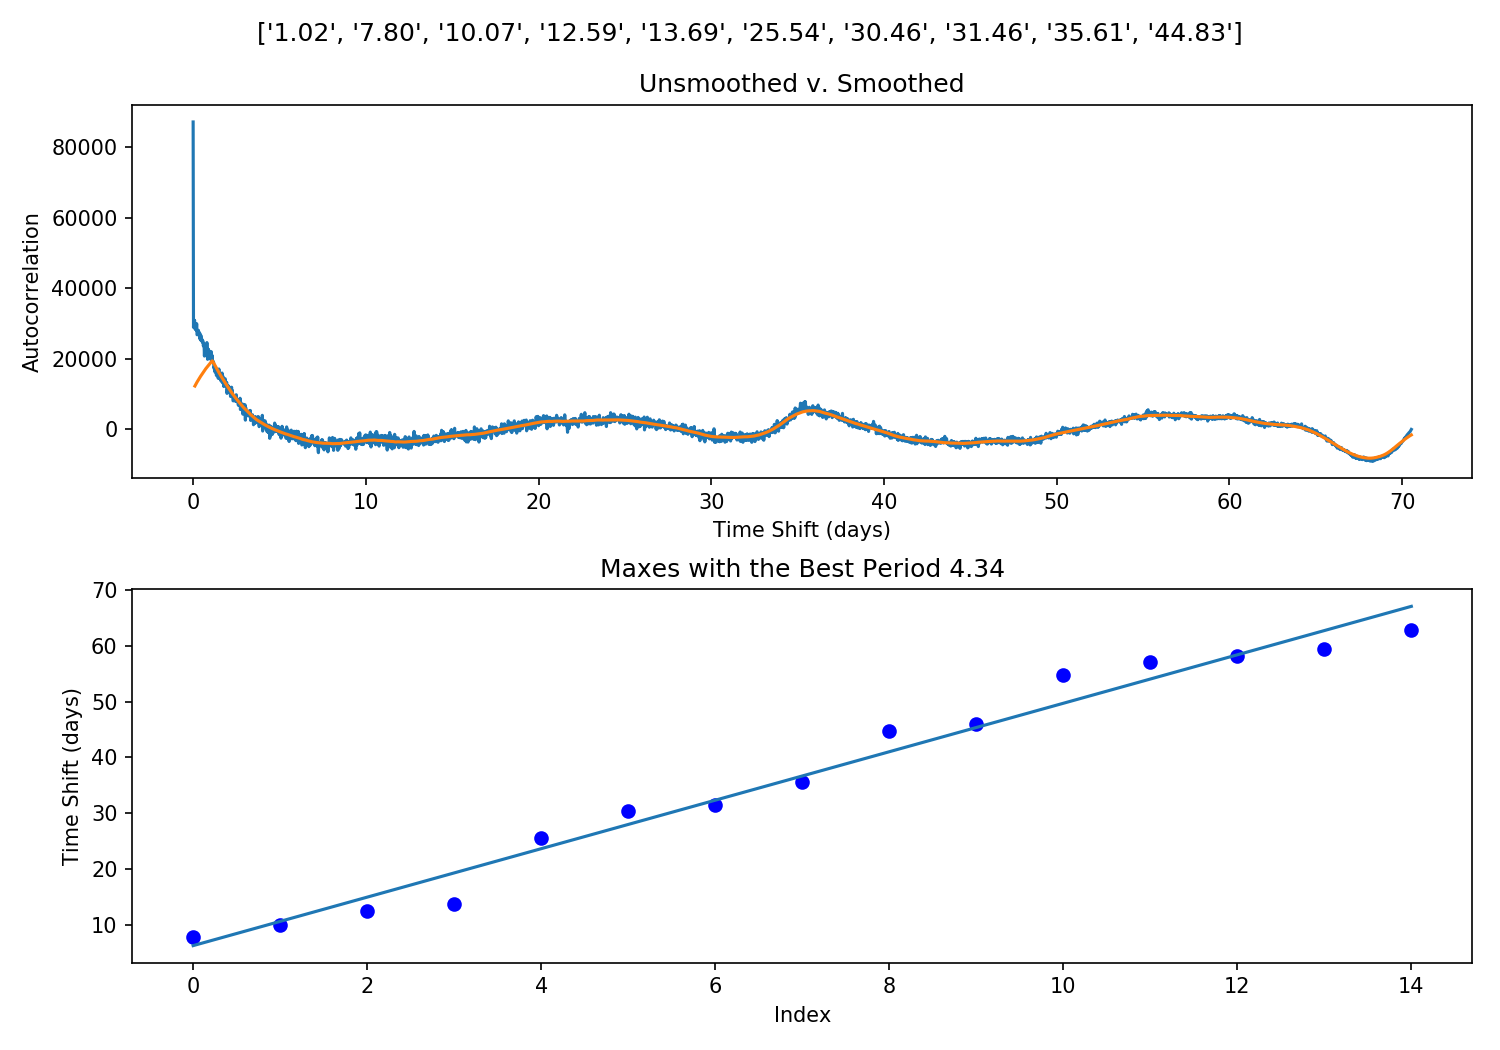 ['1.02', '7.80', '10.07', '12.59', '13.69', '25.54', '30.46', '31.46', '35.61', '44.83']
Unsmoothed v. Smoothed
Autocorrelation
80000
60000
40000
20000
0
0 10 20 30 40 50 60 70
Time Shift (days)
Maxes with the Best Period 4.34
Time Shift (days)
70
60
50
40
30
20
10
0 2 4 6 8 10 12 14
Index